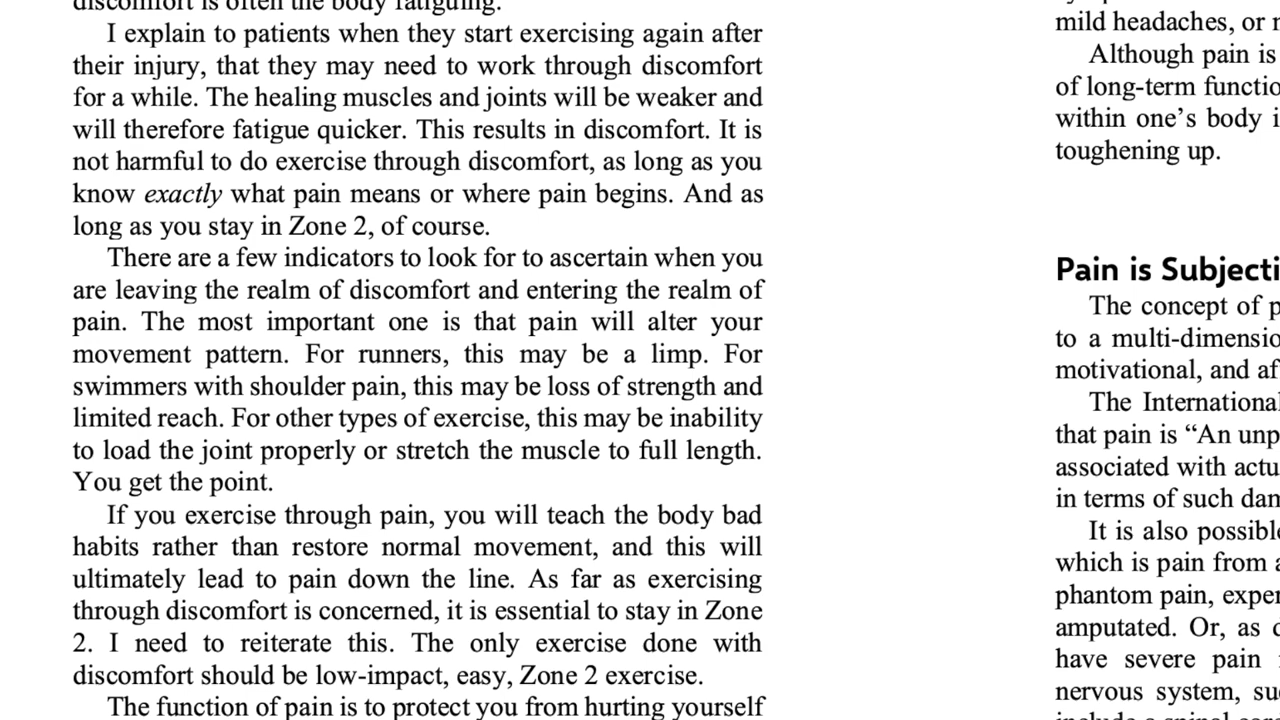 discomfort is often the body fatiguing.
I explain to patients when they start exercising again after
their injury, that they may need to work through discomfort
for a while. The healing muscles and joints will be weaker and
will therefore fatigue quicker. This results in discomfort. It is
not harmful to do exercise through discomfort, as long as you
know exactly what pain means or where pain begins. And as
long as you stay in Zone 2, of course.
There are a few indicators to look for to ascertain when you
are leaving the realm of discomfort and entering the realm of
pain. The most important one is that pain will alter your
movement pattern. For runners, this may be a limp. For
swimmers with shoulder pain, this may be loss of strength and
limited reach. For other types of exercise, this may be inability
to load the joint properly or stretch the muscle to full length.
You get the point.
If you exercise through pain, you will teach the body bad
habits rather than restore normal movement, and this will
ultimately lead to pain down the line. As far as exercising
through discomfort is concerned, it is essential to stay in Zone
2. I need to reiterate this. The only exercise done with
discomfort should be low-impact, easy, Zone 2 exercise.
The function of pain is to protect you from hurting yourself
mild headaches, or
Although pain is
of long-term functio
within one's body i
toughening up.
Pain is Subjecti
The concept of p
to a multi-dimensio
motivational, and af
The International
that pain is “An unp
associated with actu
in terms of such dan
It is also possible
which is pain from a
phantom pain, exper
amputated. Or, as
have severe pain
nervous system, su